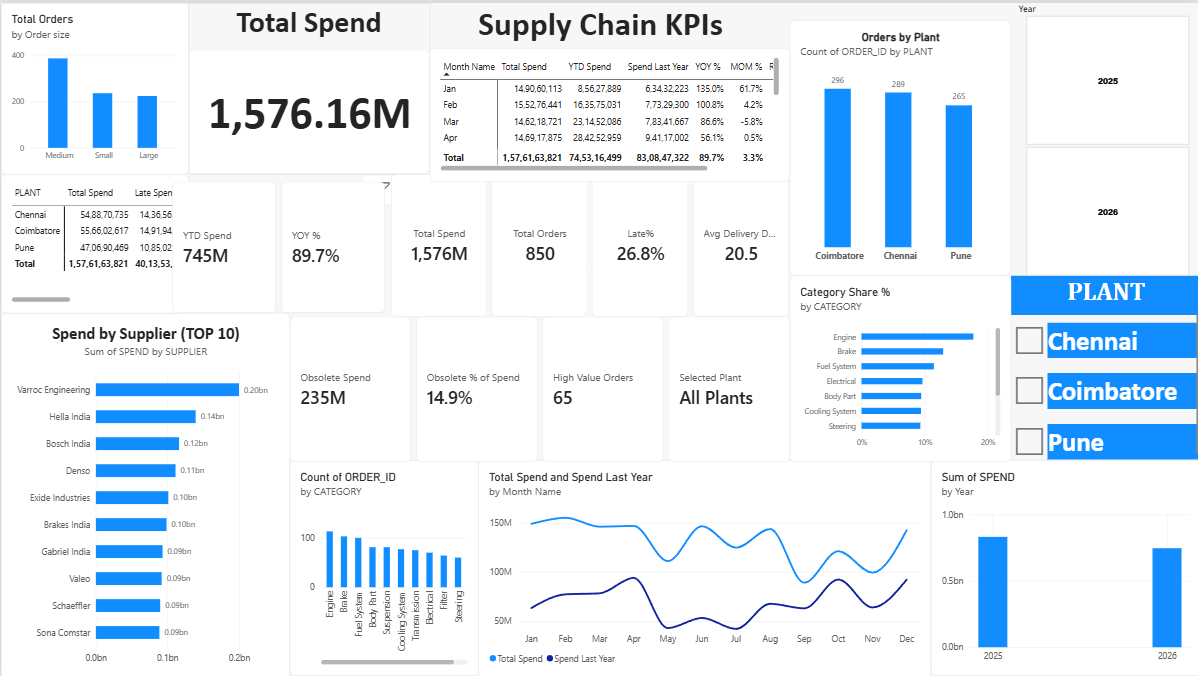 Total Orders
by Order size
400
200
0
Medium Small Large
Total Spend
1,576.16M
Supply Chain KPIs
Month Name Total Spend YTD Spend Spend Last Year YOY % MOM % R
Jan 14,90,60,113 8,56,27,889 6,34,32,223 135.0% 61.7%
Feb 15,52,76,441 16,35,75,031 7,73,29,300 100.8% 4.2%
Mar 14,62,18,721 23,14,52,086 7,83,41,667 86.6% -5.8%
Apr 14,69,17,875 28,42,52,959 9,41,17,002 56.1% 0.5%
Total 1,57,61,63,821 74,53,16,499 83,08,47,322 89.7% 3.3%
Orders by Plant
Count of ORDER_ID by PLANT
296 289 265
Coimbatore Chennai Pune
Year
2025
2026
PLANT Total Spend Late Spen
Chennai 54,88,70,735 14,36,56
Coimbatore 55,66,02,617 14,91,94
Pune 47,06,90,469 10,85,02
Total 1,57,61,63,821 40,13,53,
YTD Spend
745M
YOY %
89.7%
Total Spend
1,576M
Total Orders
850
Late%
26.8%
Avg Delivery D...
20.5
Spend by Supplier (TOP 10)
Sum of SPEND by SUPPLIER
Varroc Engineering 0.20bn
Hella India 0.14bn
Bosch India 0.12bn
Denso 0.11bn
Exide Industries 0.10bn
Brakes India 0.10bn
Gabriel India 0.09bn
Valeo 0.09bn
Schaeffler 0.09bn
Sona Comstar 0.09bn
0.0bn 0.1bn 0.2bn
Obsolete Spend
235M
Obsolete % of Spend
14.9%
High Value Orders
65
Selected Plant
All Plants
Category Share %
by CATEGORY
Engine
Brake
Fuel System
Electrical
Body Part
Cooling System
Steering
0% 10% 20%
PLANT
Chennai
Coimbatore
Pune
Count of ORDER_ID
by CATEGORY
100
0
Engine
Brake
Fuel System
Body Part
Suspension
Cooling System
Transmission
Electrical
Filter
Steering
Total Spend and Spend Last Year
by Month Name
150M
100M
50M
Jan Feb Mar Apr May Jun Jul Aug Sep Oct Nov Dec
Total Spend Spend Last Year
Sum of SPEND
by Year
1.0bn
0.5bn
0.0bn
2025 2026